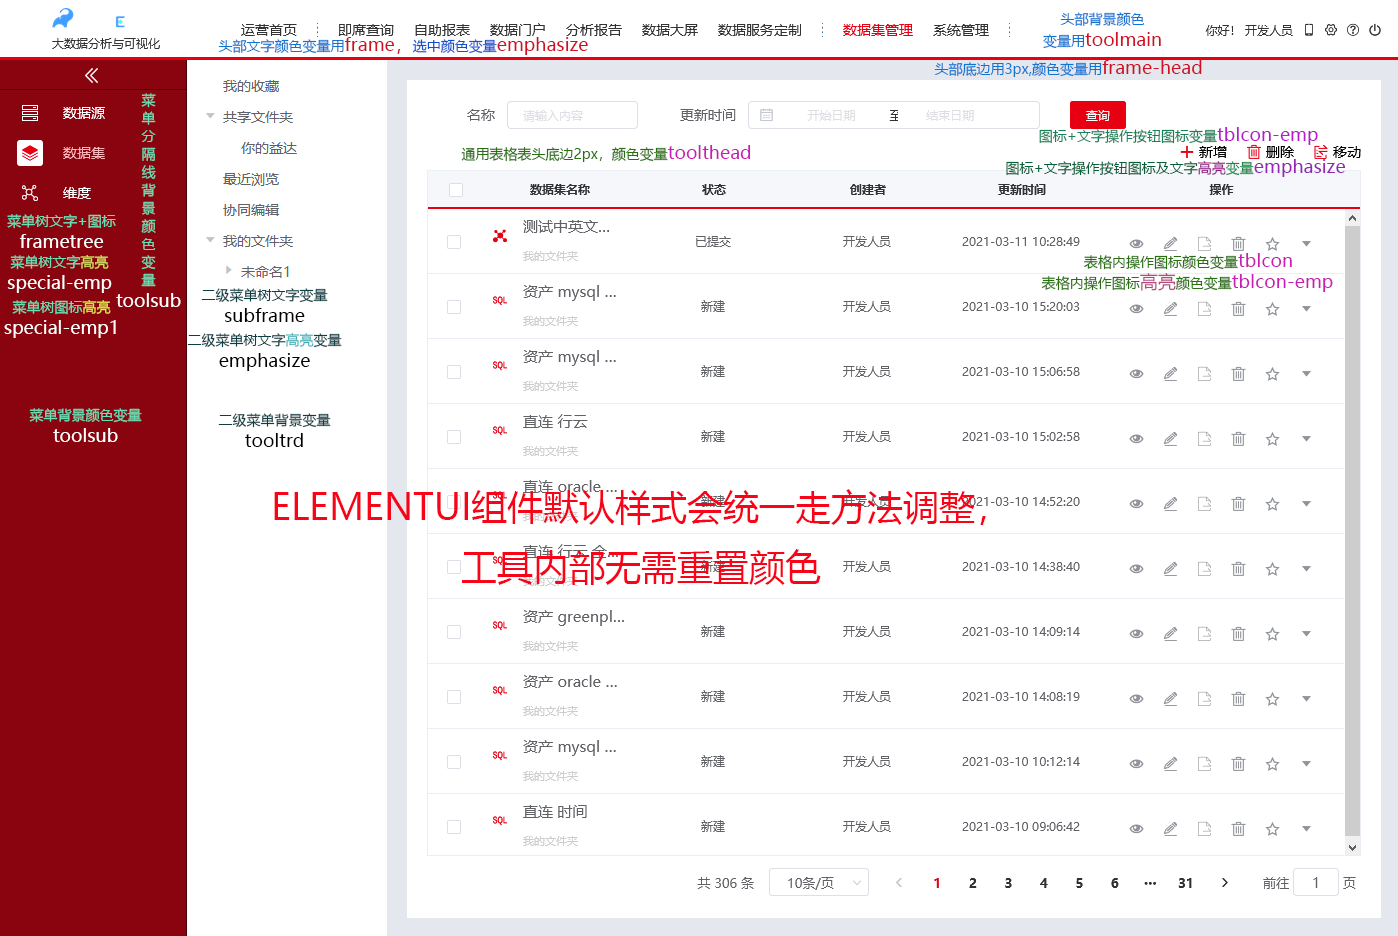 E
大数据分析与可视化
运营首页 即席查询 自助报表 数据门户 分析报告 数据大屏 数据服务定制 数据集管理 系统管理
头部文字颜色变量用frame，选中颜色变量emphasize
头部背景颜色
变量用toolmain
你好！ 开发人员
头部底边用3px,颜色变量用frame-head
数据源
数据集
维度
菜单分隔线背景颜色变量
toolsub
菜单树文字+图标
frametree
菜单树文字高亮
special-emp
菜单树图标高亮
special-emp1
菜单背景颜色变量
toolsub
我的收藏
共享文件夹
你的益达
最近浏览
协同编辑
我的文件夹
未命名1
二级菜单树文字变量
subframe
二级菜单树文字高亮变量
emphasize
二级菜单背景变量
tooltrd
名称 请输入内容 更新时间 开始日期 至 结束日期 查询
图标+文字操作按钮图标变量tblcon-emp
通用表格表头底边2px，颜色变量toolthead
新增 删除 移动
图标+文字操作按钮图标及文字高亮变量emphasize
数据集名称 状态 创建者 更新时间 操作
测试中英文... 已提交 开发人员 2021-03-11 10:28:49
我的文件夹
表格内操作图标颜色变量tblcon
表格内操作图标高亮颜色变量tblcon-emp
SQL 资产 mysql ... 新建 开发人员 2021-03-10 15:20:03
我的文件夹
SQL 资产 mysql ... 新建 开发人员 2021-03-10 15:06:58
我的文件夹
SQL 直连 行云 新建 开发人员 2021-03-10 15:02:58
我的文件夹
SQL 直连 oracle ... 新建 开发人员 2021-03-10 14:52:20
我的文件夹
ELEMENTUI组件默认样式会统一走方法调整，
SQL 直连 行云 全... 新建 开发人员 2021-03-10 14:38:40
我的文件夹
工具内部无需重置颜色
SQL 资产 greenpl... 新建 开发人员 2021-03-10 14:09:14
我的文件夹
SQL 资产 oracle ... 新建 开发人员 2021-03-10 14:08:19
我的文件夹
SQL 资产 mysql ... 新建 开发人员 2021-03-10 10:12:14
我的文件夹
SQL 直连 时间 新建 开发人员 2021-03-10 09:06:42
我的文件夹
共 306 条 10条/页 1 2 3 4 5 6 ... 31 前往 1 页